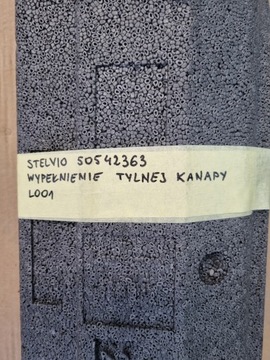 STELVIO 50542363
WYPEŁNIENIE TYLNEJ KANAPY
L001